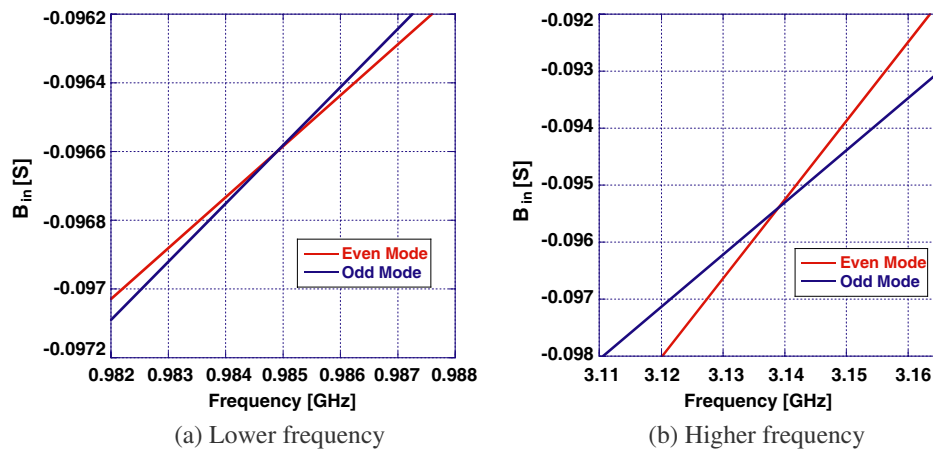 -0.0962
-0.0964
-0.0966
-0.0968
-0.097
-0.0972
B in [S]
0.982 0.983 0.984 0.985 0.986 0.987 0.988
Frequency [GHz]
Even Mode
Odd Mode
(a) Lower frequency
-0.092
-0.093
-0.094
-0.095
-0.096
-0.097
-0.098
B in [S]
3.11 3.12 3.13 3.14 3.15 3.16
Frequency [GHz]
Even Mode
Odd Mode
(b) Higher frequency